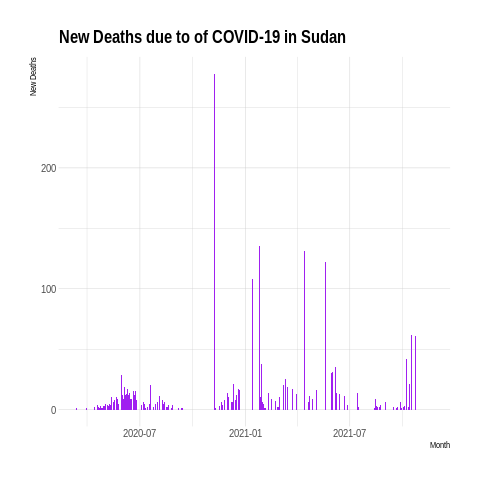 New Deaths due to of COVID-19 in Sudan
New Deaths
200
100
0
2020-07
2021-01
2021-07
Month